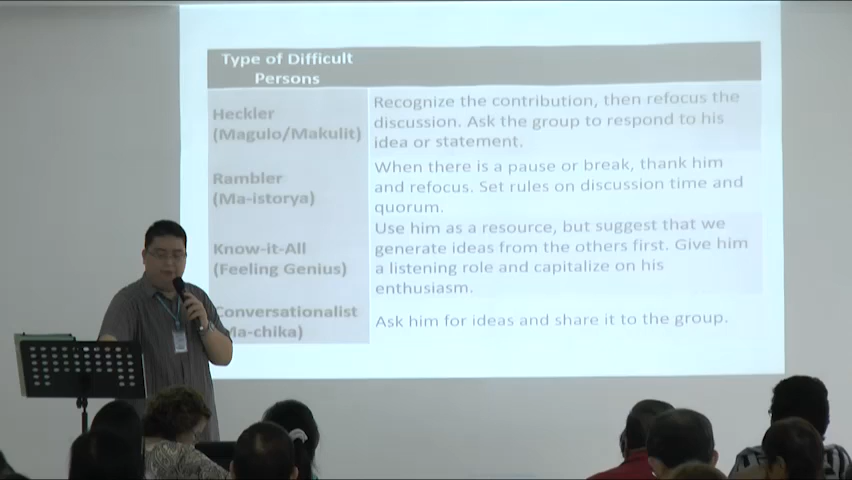 Type of Difficult
Persons
Heckler
(Magulo/Makulit)
Recognize the contribution, then refocus the
discussion. Ask the group to respond to his
idea or statement.
Rambler
(Ma-istorya)
When there is a pause or break, thank him
and refocus. Set rules on discussion time and
quorum.
Know-it-All
(Feeling Genius)
Use him as a resource, but suggest that we
generate ideas from the others first. Give him
a listening role and capitalize on his
enthusiasm.
Conversationalist
(Ma-chika)
Ask him for ideas and share it to the group.